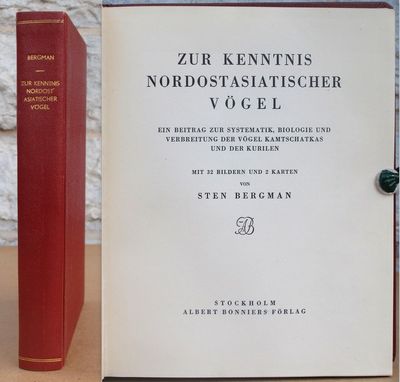 BERGMAN
ZUR KENNTNIS
NORDOST
ASIATISCHER
VÖGEL
ZUR KENNTNIS
NORDOSTASIATISCHER
VÖGEL
EIN BEITRAG ZUR SYSTEMATIK, BIOLOGIE UND
VERBREITUNG DER VÖGEL KAMTSCHATKAS
UND DER KURILEN
MIT 32 BILDERN UND 2 KARTEN
VON
STEN BERGMAN
STOCKHOLM
ALBERT BONNIERS FÖRLAG